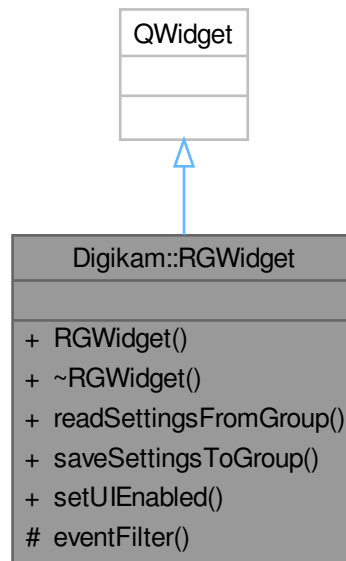 QWidget
Digikam::RGWidget
+ RGWidget()
+ ~RGWidget()
+ readSettingsFromGroup()
+ saveSettingsToGroup()
+ setUIEnabled()
# eventFilter()